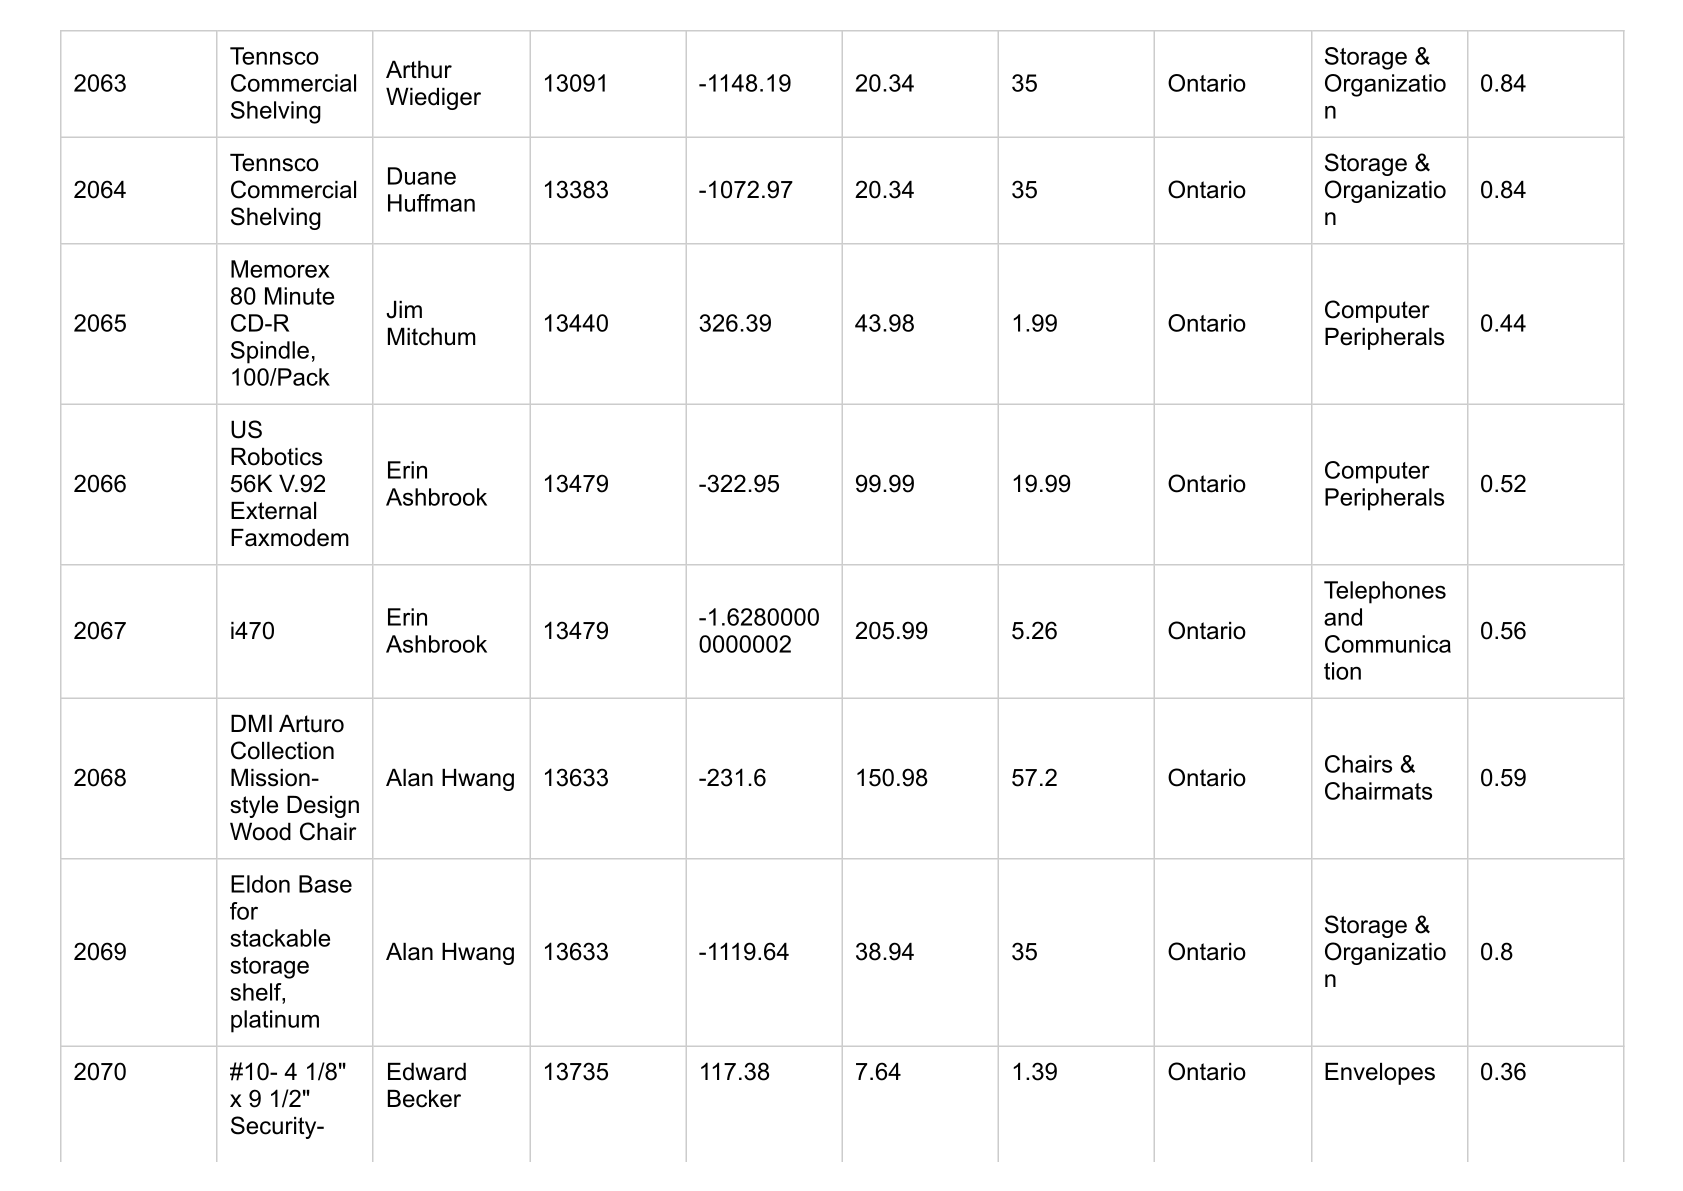 2063
Tennsco
Commercial
Shelving
Arthur
Wiediger
13091
-1148.19
20.34
35
Ontario
Storage &
Organizatio
n
0.84
2064
Tennsco
Commercial
Shelving
Duane
Huffman
13383
-1072.97
20.34
35
Ontario
Storage &
Organizatio
n
0.84
2065
Memorex
80 Minute
CD-R
Spindle,
100/Pack
Jim
Mitchum
13440
326.39
43.98
1.99
Ontario
Computer
Peripherals
0.44
2066
US
Robotics
56K V.92
External
Faxmodem
Erin
Ashbrook
13479
-322.95
99.99
19.99
Ontario
Computer
Peripherals
0.52
2067
i470
Erin
Ashbrook
13479
-1.6280000
0000002
205.99
5.26
Ontario
Telephones
and
Communica
tion
0.56
2068
DMI Arturo
Collection
Mission-
style Design
Wood Chair
Alan Hwang
13633
-231.6
150.98
57.2
Ontario
Chairs &
Chairmats
0.59
2069
Eldon Base
for
stackable
storage
shelf,
platinum
Alan Hwang
13633
-1119.64
38.94
35
Ontario
Storage &
Organizatio
n
0.8
2070
#10- 4 1/8"
x 9 1/2"
Security-
Edward
Becker
13735
117.38
7.64
1.39
Ontario
Envelopes
0.36